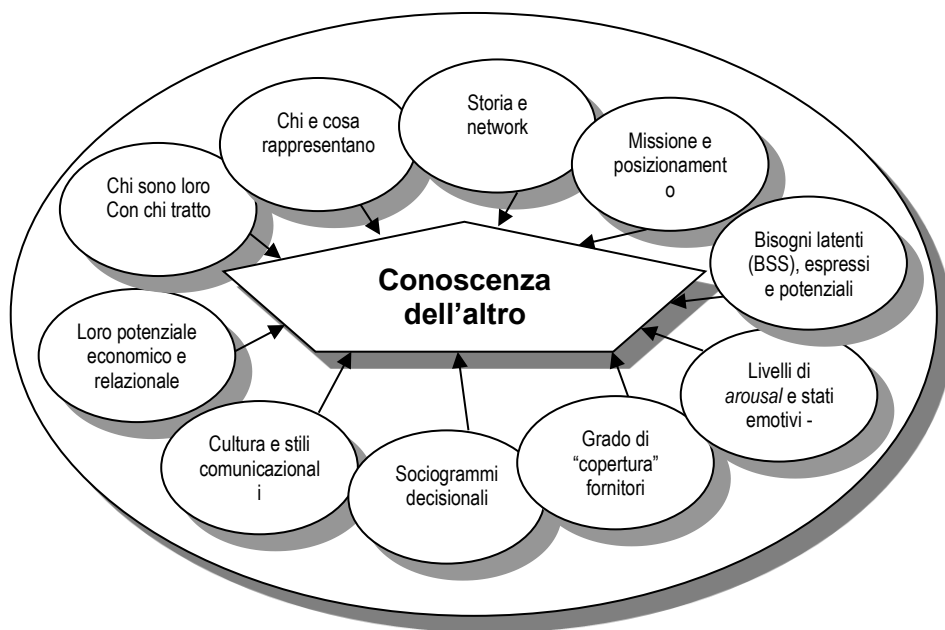 Storia e
network
Chi e cosa
rappresentano
Missione e
posizionament
o
Chi sono loro
Con chi tratto
Bisogni latenti
(BSS), espressi
e potenziali
Conoscenza
dell’altro
Loro potenziale
economico e
relazionale
Livelli di
arousal e stati
emotivi -
Cultura e stili
comunicazional
i
Sociogrammi
decisionali
Grado di
“copertura”
fornitori